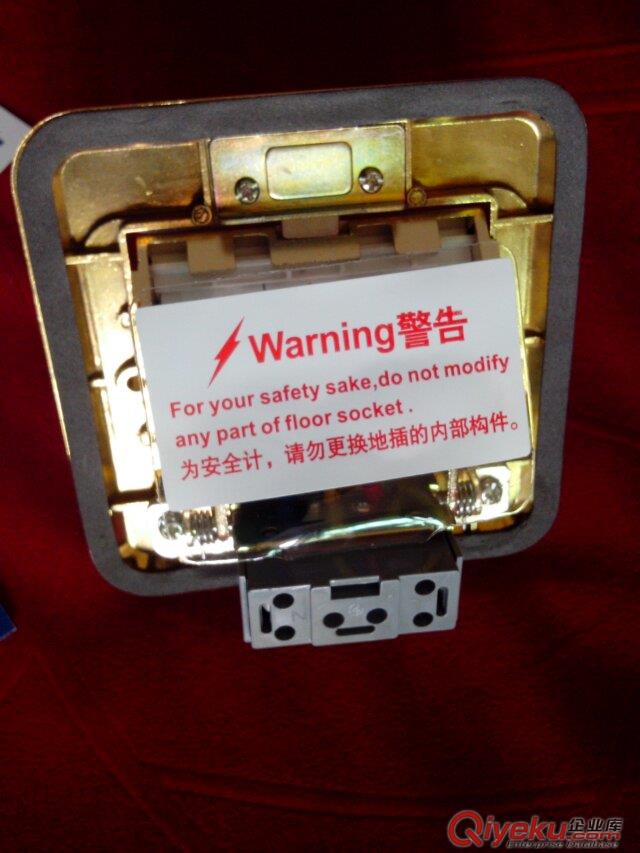 Warning警告
For your safety sake,do not modify
any part of floor socket .
为安全计，请勿更换地插的内部构件。
Qiyeku企业库
.com
Enterprise Database